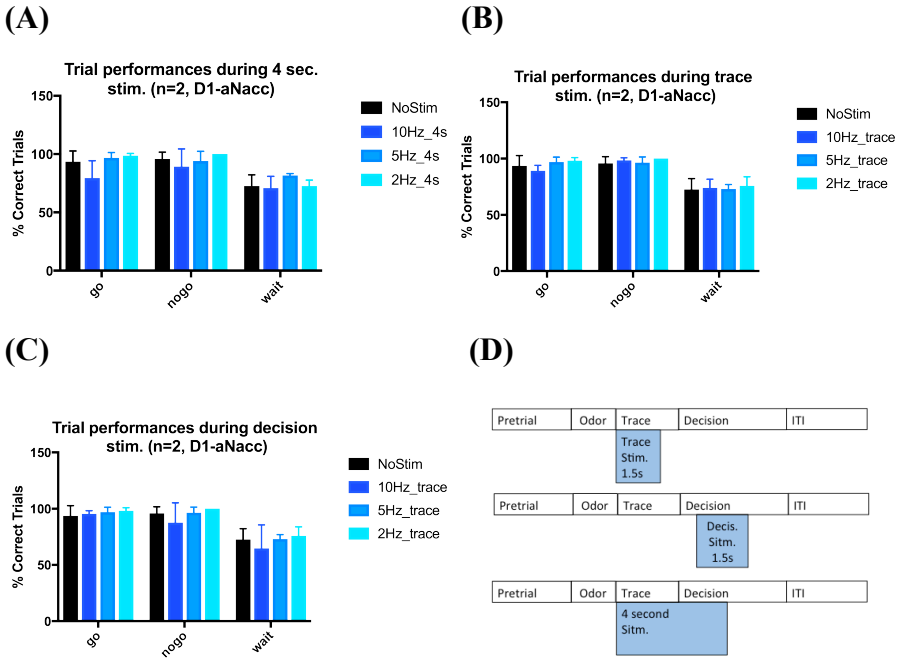 (A)
Trial performances during 4 sec.
stim. (n=2, D1-aNacc)
150
100
50
0
% Correct Trials
go
nogo
wait
NoStim
10Hz_4s
5Hz_4s
2Hz_4s
(B)
Trial performances during trace
stim. (n=2, D1-aNacc)
150
100
50
0
% Correct Trials
go
nogo
wait
NoStim
10Hz_trace
5Hz_trace
2Hz_trace
(C)
Trial performances during decision
stim. (n=2, D1-aNacc)
150
100
50
0
% Correct Trials
go
nogo
wait
NoStim
10Hz_trace
5Hz_trace
2Hz_trace
(D)
Pretrial Odor Trace Decision ITI
Trace
Stim.
1.5s
Pretrial Odor Trace Decision ITI
Decis.
Sitm.
1.5s
Pretrial Odor Trace Decision ITI
4 second
Sitm.